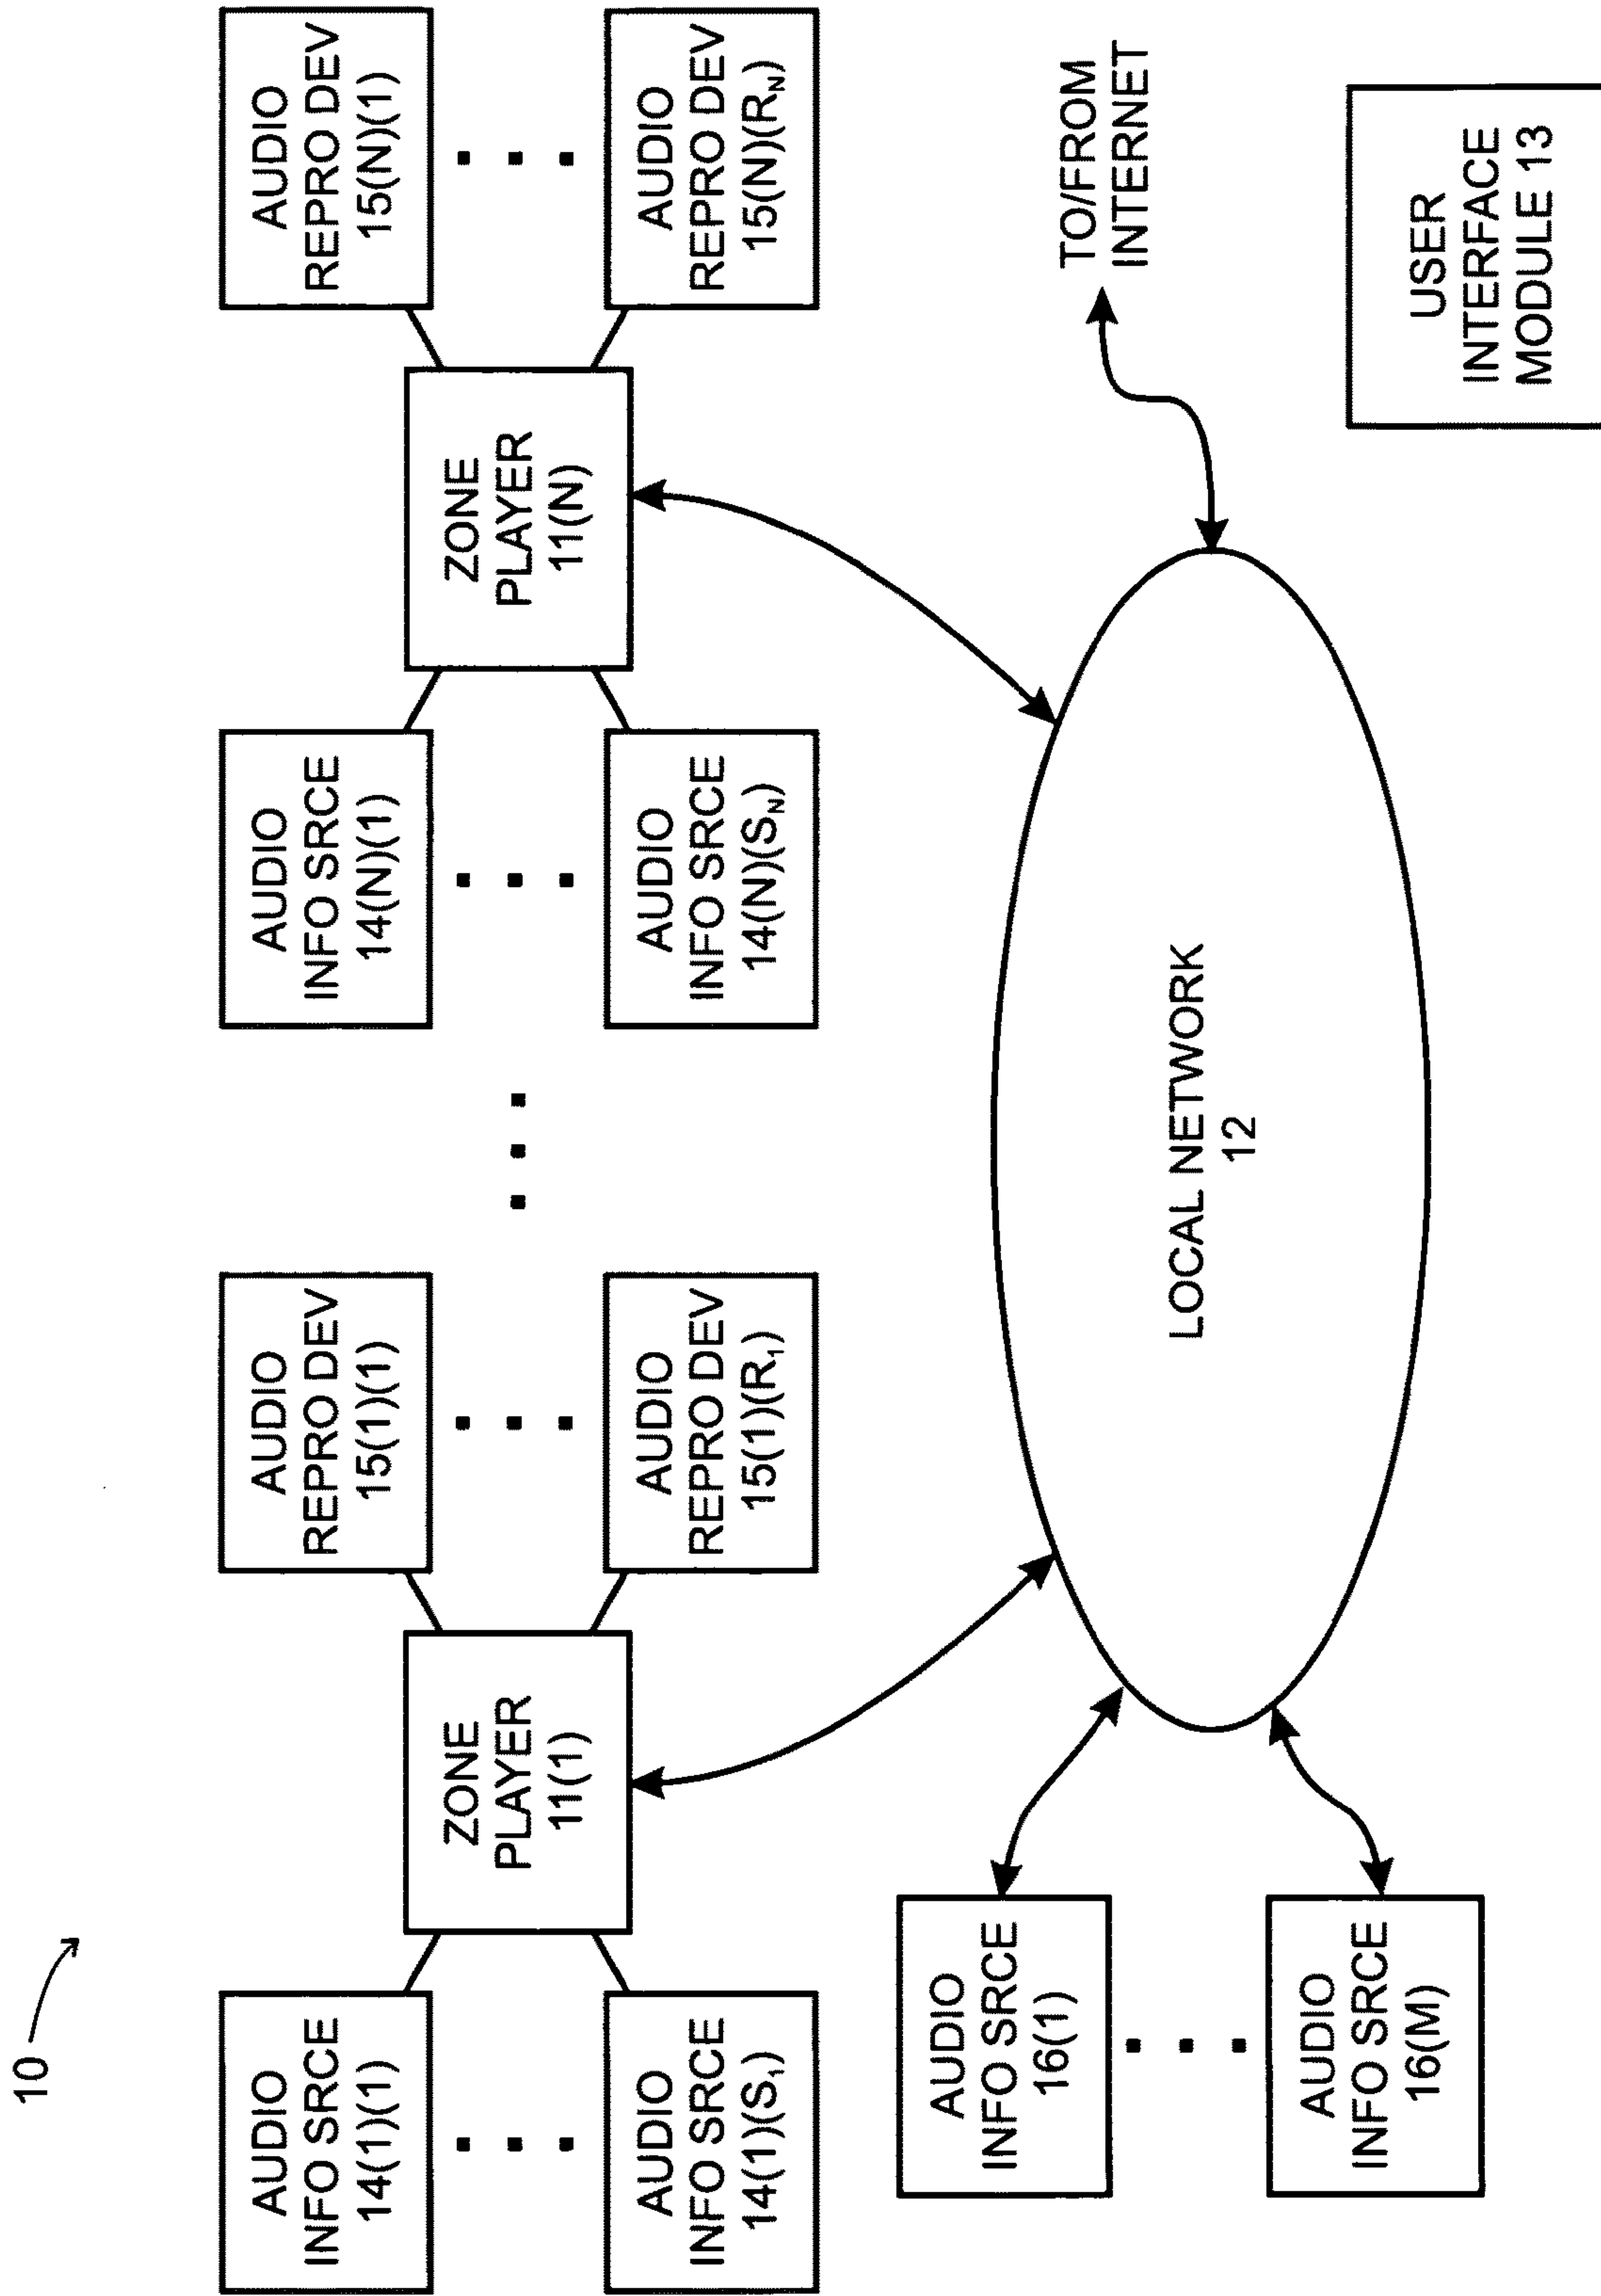 10
AUDIO
INFO SRCE
14(1)(1)
AUDIO
REPRO DEV
15(1)(1)
AUDIO
INFO SRCE
14(N)(1)
AUDIO
REPRO DEV
15(N)(1)
ZONE
PLAYER
11(1)
ZONE
PLAYER
11(N)
AUDIO
INFO SRCE
14(1)(S₁)
AUDIO
REPRO DEV
15(1)(R₁)
AUDIO
INFO SRCE
14(N)(S_N)
AUDIO
REPRO DEV
15(N)(R_N)
AUDIO
INFO SRCE
16(1)
AUDIO
INFO SRCE
16(M)
LOCAL NETWORK
12
TO/FROM
INTERNET
USER
INTERFACE
MODULE 13